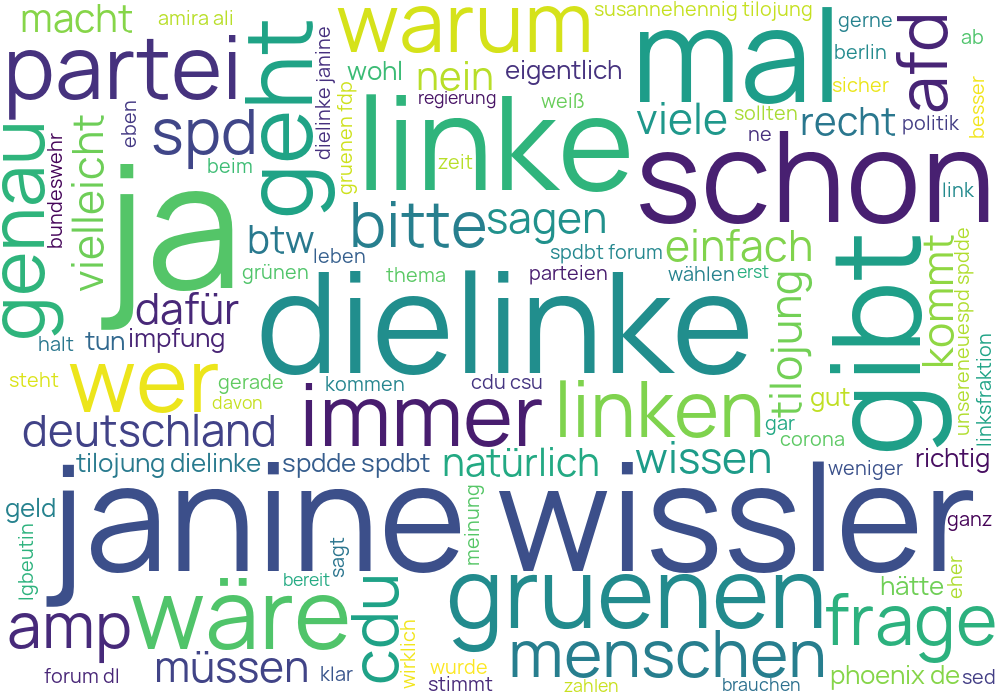 macht
amira ali
warum
susannehennig tilojung
mal
gerne
afd
ab
partei
geht
dielinke janine
wohl
nein
eigentlich
berlin
sicher
besser
regierung
weiß
gruenen fdp
linke
zeit
viele
sollten
ne
recht
politik
genau
bundeswehr
vielleicht
eben
spd
beim
schon
link
ja
bitte
sagen
btw
leben
spdbt forum
einfach
grünen
thema
parteien
wählen
erst
gibt
kommt
unsereneuespd spdde
dafür
impfung
halt
tun
dielinke
tilojung
linksfraktion
steht
wer
gerade
davon
kommen
cdu csu
immer
linken
gar
gut
corona
deutschland
tilojung dielinke
spdde spdbt
natürlich
wissen
weniger
richtig
janine wissler
geld
ganz
lgbeutin
sagt
meinung
bereit
cdu
gruenen
hätte
eher
amp
wäre
frage
wirklich
menschen
müssen
forum dl
klar
wurde
stimmt
zahlen
brauchen
phoenix de
sed